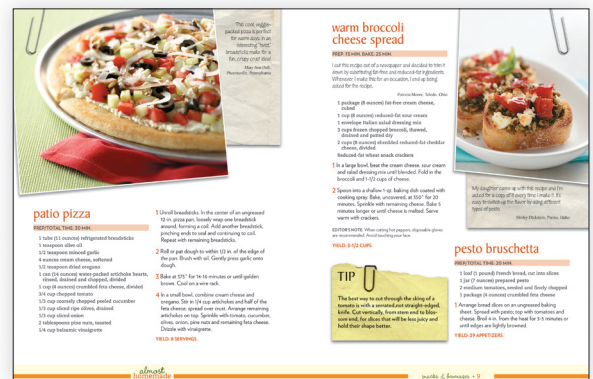 This cool, veggie-
packed pizza is perfect
for warm days. In an
interesting "twist,"
breadsticks make for a
fun, crispy crust idea!
Mary Ann Dell,
Phoenixville, Pennsylvania
patio pizza
PREP/TOTAL TIME: 30 MIN.
1 tube (11 ounces) refrigerated breadsticks
1 teaspoon olive oil
1/2 teaspoon minced garlic
4 ounces cream cheese, softened
1/2 teaspoon dried oregano
1 can (14 ounces) water-packed artichoke hearts,
rinsed, drained and chopped, divided
1 cup (4 ounces) crumbled feta cheese, divided
3/4 cup chopped tomato
1/3 cup coarsely chopped peeled cucumber
1/3 cup sliced ripe olives, drained
1/3 cup sliced onion
2 tablespoons pine nuts, toasted
1/4 cup balsamic vinaigrette
1 Unroll breadsticks. In the center of an ungreased
12-in. pizza pan, loosely wrap one breadstick
around, forming a coil. Add another breadstick,
pinching ends to seal and continuing to coil.
Repeat with remaining breadsticks.
2 Roll or pat dough to within 1/2 in. of the edge of
the pan. Brush with oil. Gently press garlic onto
dough.
3 Bake at 375° for 14-16 minutes or until golden
brown. Cool on a wire rack.
4 In a small bowl, combine cream cheese and
oregano. Stir in 1/4 cup artichokes and half of the
feta cheese; spread over crust. Arrange remaining
artichokes on top. Sprinkle with tomato, cucumber,
olives, onion, pine nuts and remaining feta cheese.
Drizzle with vinaigrette.
YIELD: 8 SERVINGS.
almost
homemade
warm broccoli
cheese spread
PREP: 15 MIN. BAKE: 25 MIN.
I cut this recipe out of a newspaper and decided to trim it
down by substituting fat-free and reduced-fat ingredients.
Whenever I make this for an occasion, I end up being
asked for the recipe.
Patricia Moore, Toledo, Ohio
1 package (8 ounces) fat-free cream cheese,
cubed
1 cup (8 ounces) reduced-fat sour cream
1 envelope Italian salad dressing mix
3 cups frozen chopped broccoli, thawed,
drained and patted dry
2 cups (8 ounces) shredded reduced-fat cheddar
cheese, divided
Reduced-fat wheat snack crackers
1 In a large bowl, beat the cream cheese, sour cream
and salad dressing mix until blended. Fold in the
broccoli and 1-1/2 cups of cheese.
2 Spoon into a shallow 1-qt. baking dish coated with
cooking spray. Bake, uncovered, at 350° for 20
minutes. Sprinkle with remaining cheese. Bake 5
minutes longer or until cheese is melted. Serve
warm with crackers.
EDITOR'S NOTE: When cutting hot peppers, disposable gloves
are recommended. Avoid touching your face.
YIELD: 3-1/2 CUPS.
TIP
The best way to cut through the skin of a
tomato is with a serrated, not straight-edged,
knife. Cut vertically, from stem end to blos-
som end, for slices that will be less juicy and
hold their shape better.
My daughter came up with this recipe and I'm
asked for a copy of it every time I make it. It's
easy to switch up the flavor by using different
types of pesto.
Shirley Dickstein, Parma, Idaho
pesto bruschetta
PREP/TOTAL TIME: 20 MIN.
1 loaf (1 pound) French bread, cut into slices
1 jar (7 ounces) prepared pesto
2 medium tomatoes, seeded and finely chopped
1 package (4 ounces) crumbled feta cheese
1 Arrange bread slices on an ungreased baking
sheet. Spread with pesto; top with tomatoes and
cheese. Broil 4 in. from the heat for 3-5 minutes or
until edges are lightly browned.
YIELD: 29 APPETIZERS.
snacks & beverages • 9